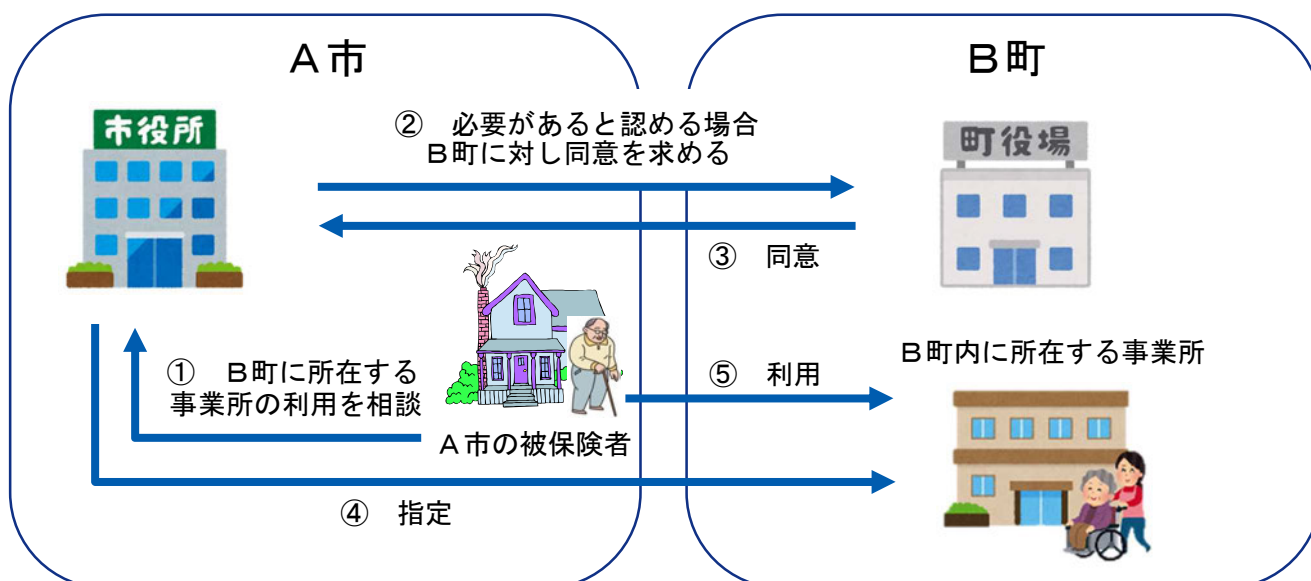 A市
B町
市役所
② 必要があると認める場合
B町に対し同意を求める
町役場
③ 同意
① B町に所在する
事業所の利用を相談
A市の被保険者
⑤ 利用
B町内に所在する事業所
④ 指定